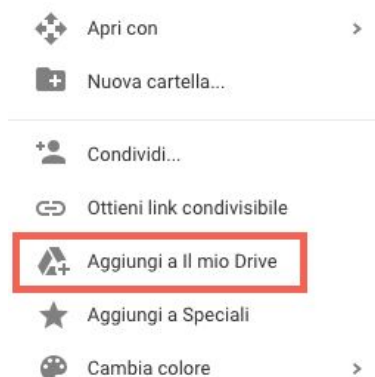 Apri con
Nuova cartella...
Condividi...
Ottieni link condivisibile
Aggiungi a Il mio Drive
Aggiungi a Speciali
Cambia colore